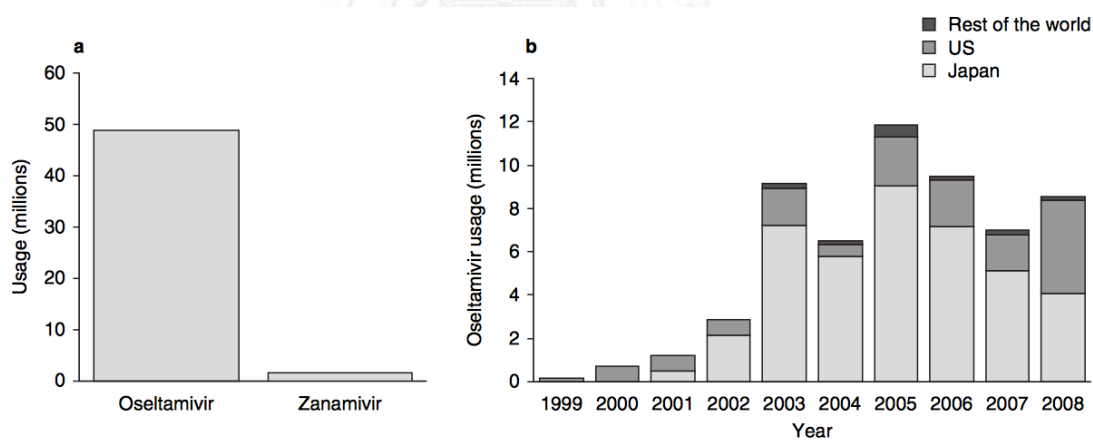 a
60
50
40
30
20
10
0
Usage (millions)
Oseltamivir Zanamivir
b
Rest of the world
US
Japan
14
12
10
8
6
4
2
0
Oseltamivir usage (millions)
1999 2000 2001 2002 2003 2004 2005 2006 2007 2008
Year